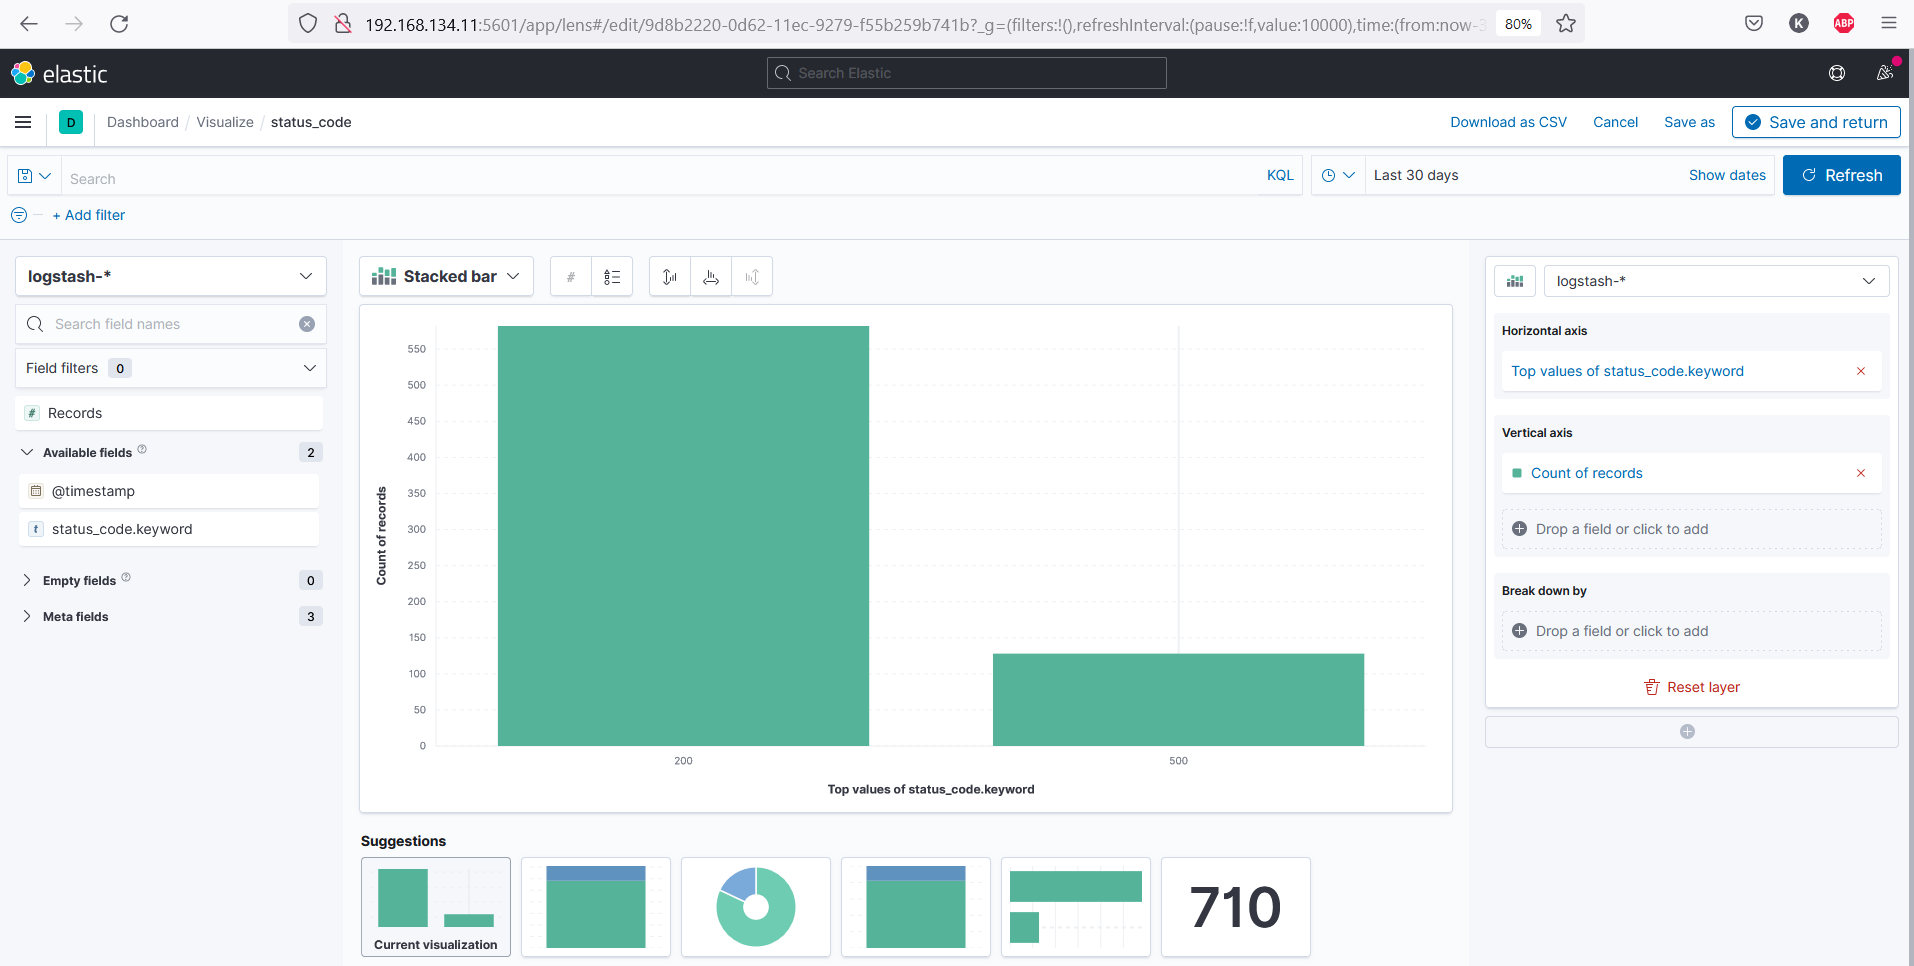 192.168.134.11:5601/app/lens#/edit/9d8b2220-0d62-11ec-9279-f55b259b741b?_g=(filters:!(),refreshInterval:(pause:!f,value:10000),time:(from:now-3
80%
K
ABP
elastic
Search Elastic
D
Dashboard / Visualize / status_code
Download as CSV
Cancel
Save as
Save and return
Search
KQL
Last 30 days
Show dates
Refresh
+ Add filter
logstash-*
Search field names
Field filters 0
# Records
Available fields 2
@timestamp
t status_code.keyword
Empty fields 0
Meta fields 3
Stacked bar
#
550
500
450
400
350
300
250
200
150
100
50
0
Count of records
200
500
Top values of status_code.keyword
Suggestions
Current visualization
710
logstash-*
Horizontal axis
Top values of status_code.keyword
Vertical axis
Count of records
Drop a field or click to add
Break down by
Drop a field or click to add
Reset layer